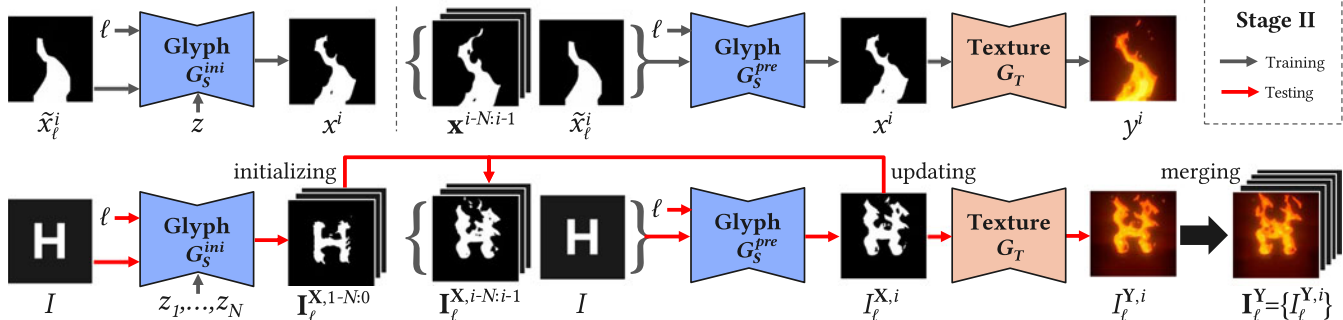 ℓ
Glyph
G_S^{ini}
z
x̃_ℓ^i
x^i
x^{i-N:i-1}
x̃_ℓ^i
ℓ
Glyph
G_S^{pre}
x^i
Texture
G_T
y^i
Stage II
Training
Testing
H
I
ℓ
Glyph
G_S^{ini}
z_1,...,z_N
initializing
I_ℓ^{X,1-N:0}
I_ℓ^{X,i-N:i-1}
H
I
ℓ
Glyph
G_S^{pre}
updating
I_ℓ^{X,i}
Texture
G_T
I_ℓ^{Y,i}
merging
I_ℓ^Y={I_ℓ^{Y,i}}